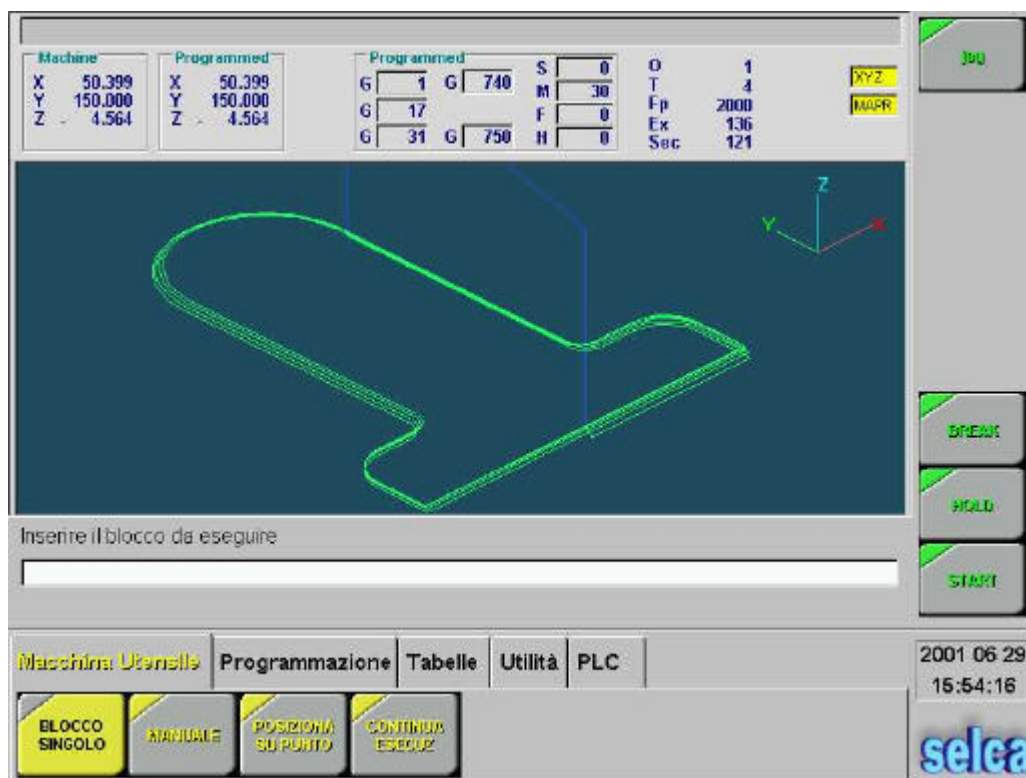 Machine
X 50.399
Y 150.000
Z - 4.564
Programmed
X 50.399
Y 150.000
Z - 4.564
Programmed
G 1 G 740
G 17
G 31 G 750
S 0
M 30
F 0
N 0
O 1
T 4
Fp 2000
Ex 136
Sec 121
XYZ
MAPR
JOG
Z
Y
X
BREAK
HOLD
START
Inserire il blocco da eseguire
Macchina Utensile Programmazione Tabelle Utilità PLC
BLOCCO
SINGOLO
MANUALE
POSIZIONA
SU PUNTO
CONTINUA
ESECUZ
2001 06 29
15:54:16
selca